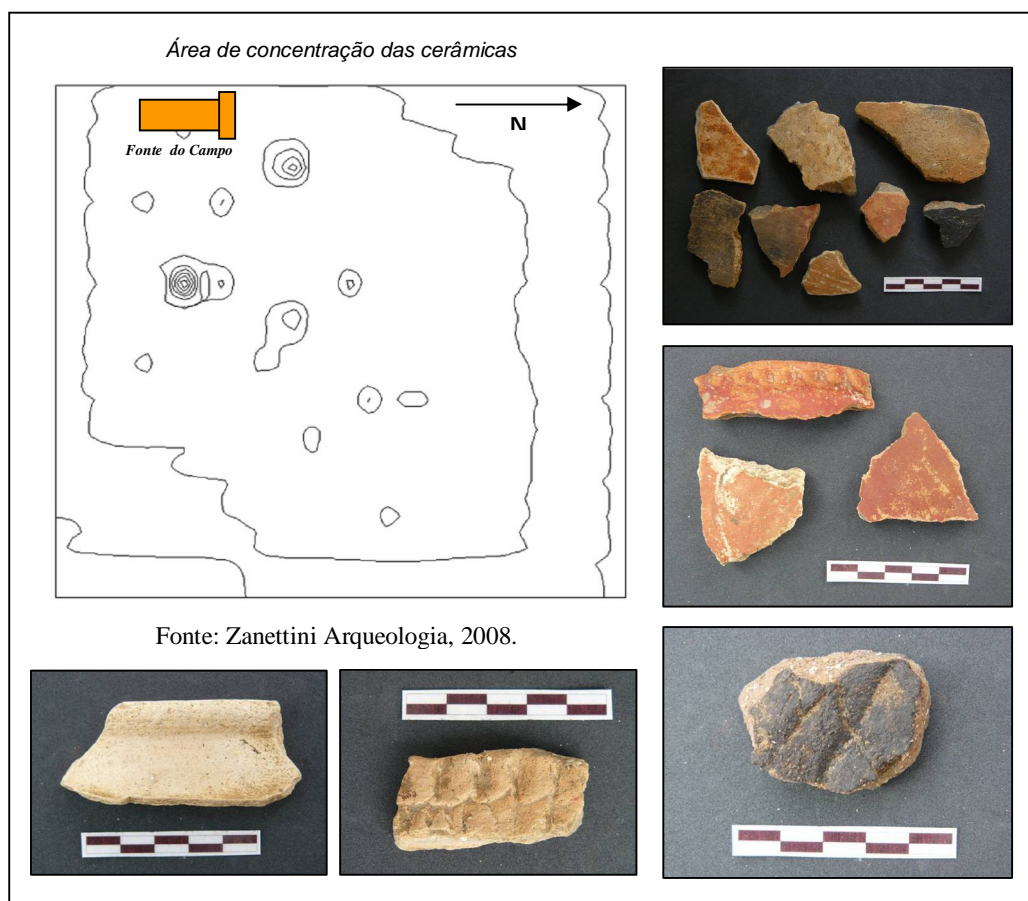 Área de concentração das cerâmicas
N
Fonte do Campo
Fonte: Zanettini Arqueologia, 2008.